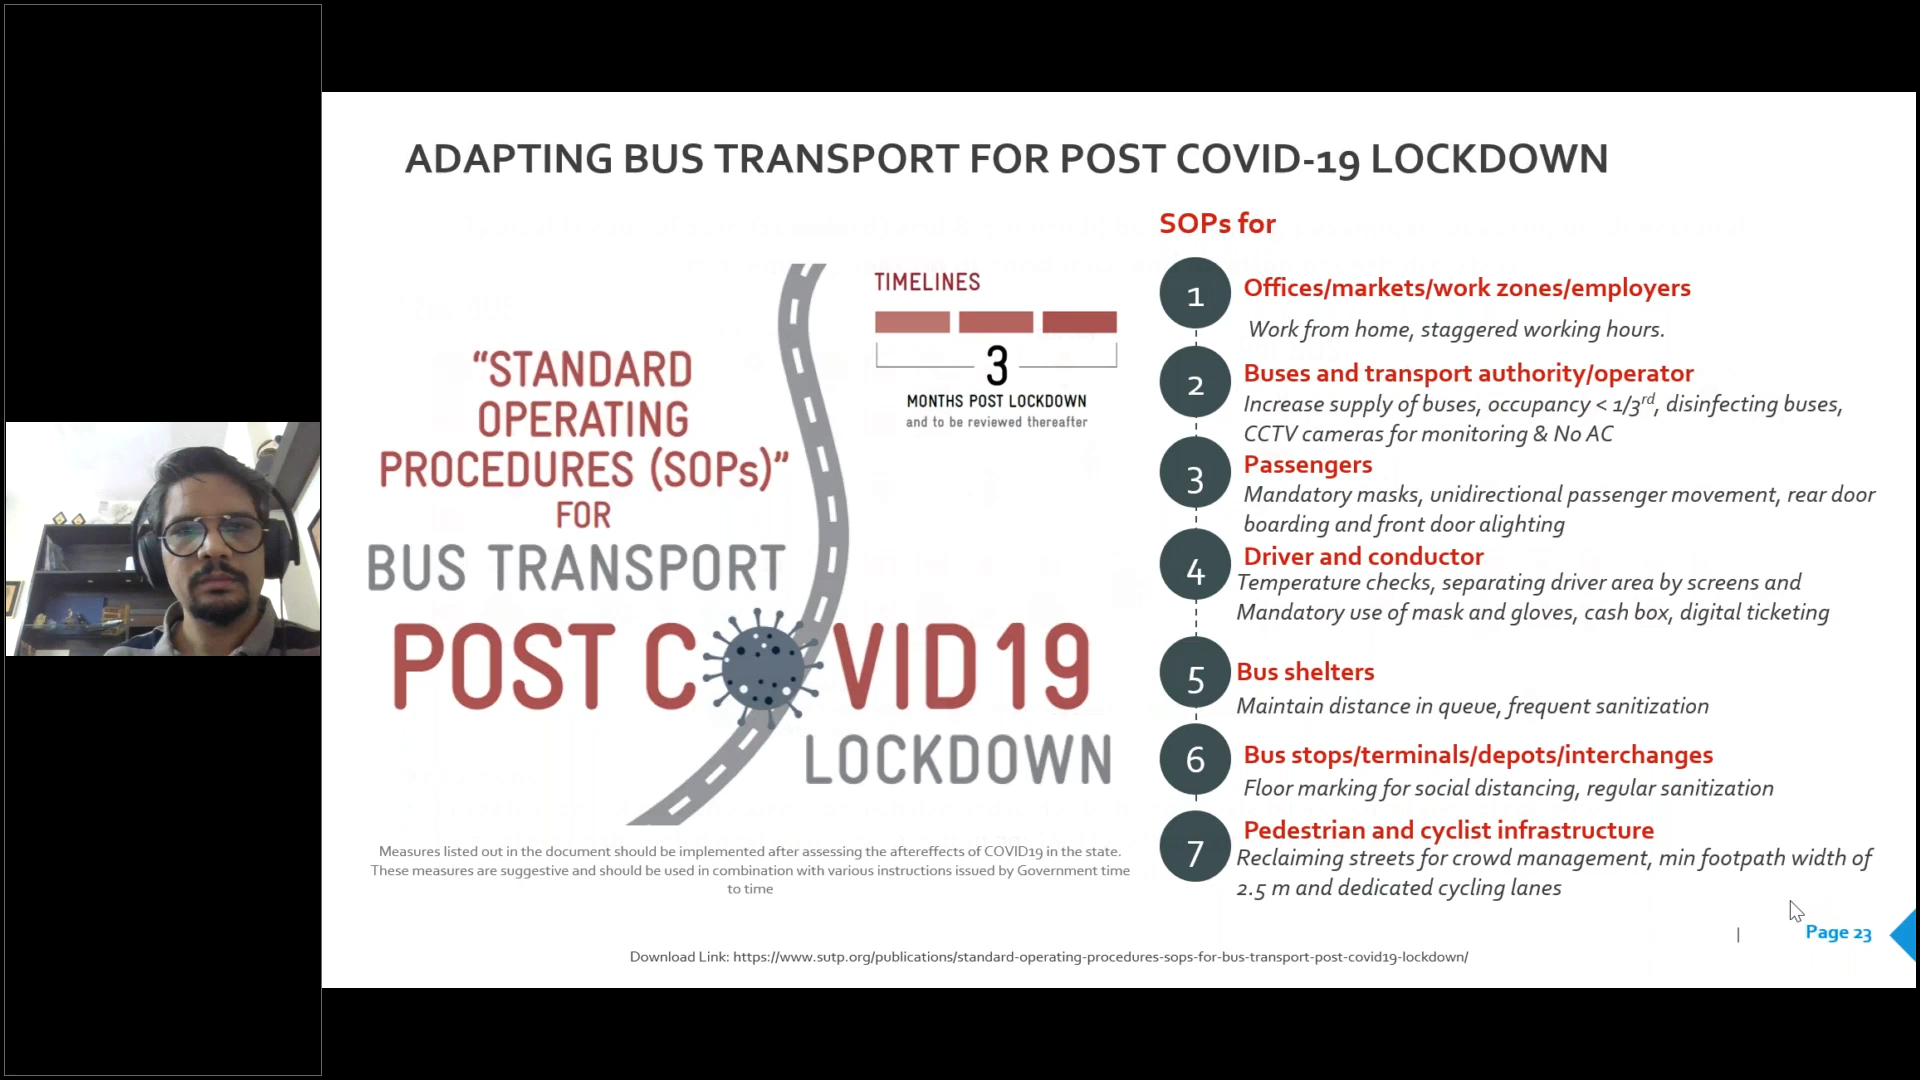 ADAPTING BUS TRANSPORT FOR POST COVID-19 LOCKDOWN
“STANDARD
OPERATING
PROCEDURES (SOPs)”
FOR
BUS TRANSPORT
POST COVID19
LOCKDOWN
TIMELINES
3
MONTHS POST LOCKDOWN
and to be reviewed thereafter
Measures listed out in the document should be implemented after assessing the aftereffects of COVID19 in the state.
These measures are suggestive and should be used in combination with various instructions issued by Government time
to time
SOPs for
1
Offices/markets/work zones/employers
Work from home, staggered working hours.
2
Buses and transport authority/operator
Increase supply of buses, occupancy < 1/3rd, disinfecting buses,
CCTV cameras for monitoring & No AC
3
Passengers
Mandatory masks, unidirectional passenger movement, rear door
boarding and front door alighting
4
Driver and conductor
Temperature checks, separating driver area by screens and
Mandatory use of mask and gloves, cash box, digital ticketing
5
Bus shelters
Maintain distance in queue, frequent sanitization
6
Bus stops/terminals/depots/interchanges
Floor marking for social distancing, regular sanitization
7
Pedestrian and cyclist infrastructure
Reclaiming streets for crowd management, min footpath width of
2.5 m and dedicated cycling lanes
| Page 23
Download Link: https://www.sutp.org/publications/standard-operating-procedures-sops-for-bus-transport-post-covid19-lockdown/